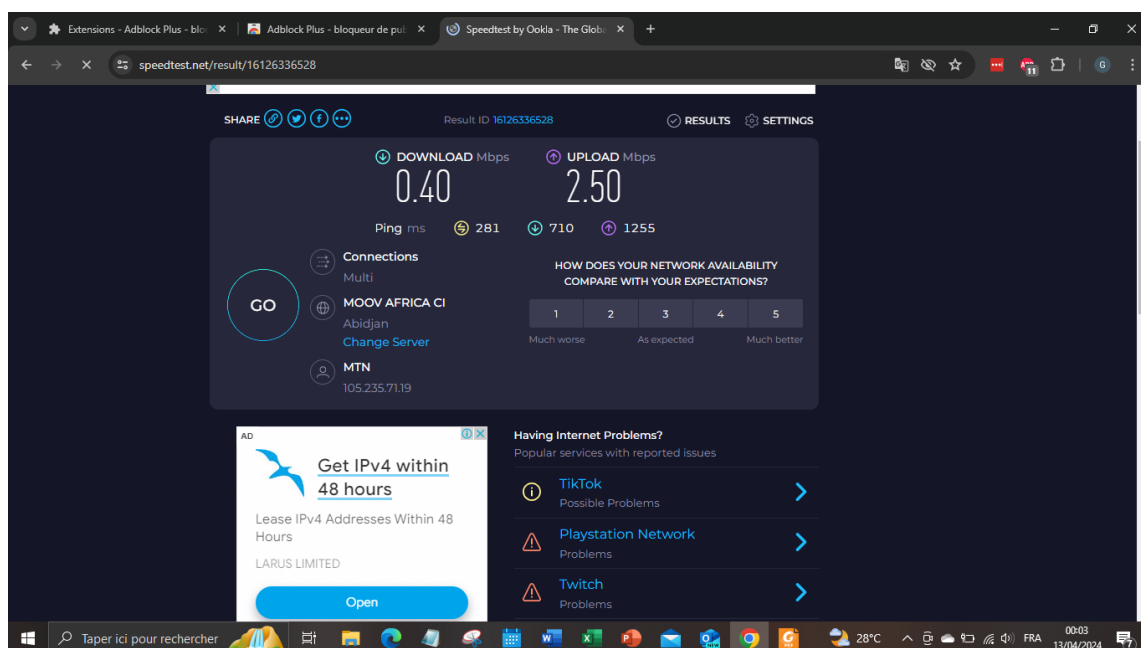 Extensions - Adblock Plus - blo
Adblock Plus - bloqueur de pub
Speedtest by Ookla - The Globa
speedtest.net/result/16126336528
11
G
SHARE
Result ID 16126336528
RESULTS
SETTINGS
DOWNLOAD Mbps
UPLOAD Mbps
0.40
2.50
Ping ms 281 710 1255
Connections
Multi
HOW DOES YOUR NETWORK AVAILABILITY
COMPARE WITH YOUR EXPECTATIONS?
GO
MOOV AFRICA CI
Abidjan
Change Server
1 2 3 4 5
Much worse As expected Much better
MTN
105.235.71.19
AD
Get IPv4 within
48 hours
Lease IPv4 Addresses Within 48
Hours
LARUS LIMITED
Open
Having Internet Problems?
Popular services with reported issues
TikTok
Possible Problems
Playstation Network
Problems
Twitch
Problems
Taper ici pour rechercher
28°C
FRA
00:03
13/04/2024